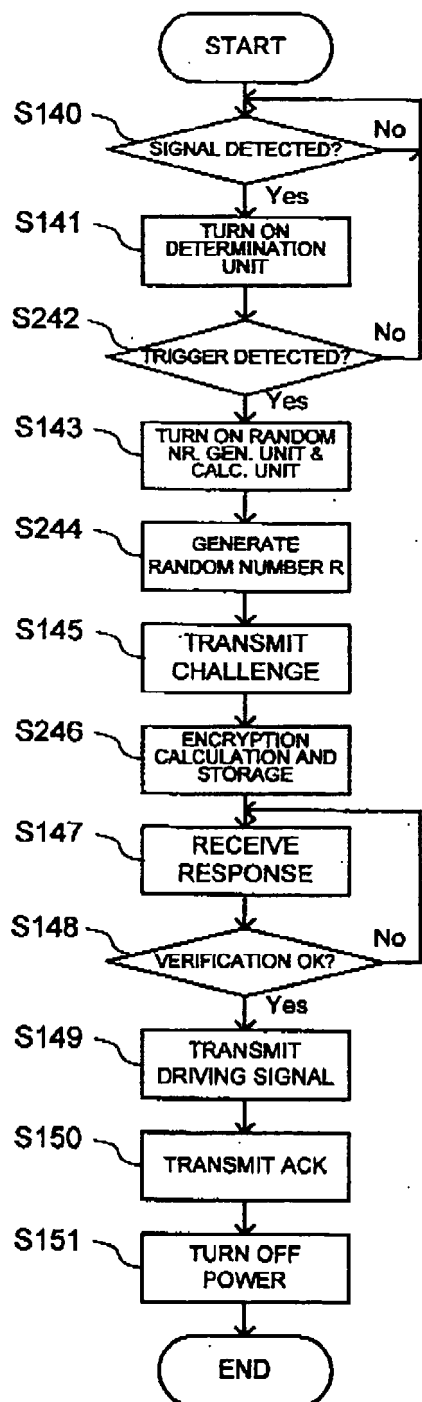 START
S140
SIGNAL DETECTED?
No
Yes
S141
TURN ON
DETERMINATION
UNIT
S242
TRIGGER DETECTED?
No
Yes
S143
TURN ON RANDOM
NR. GEN. UNIT &
CALC. UNIT
S244
GENERATE
RANDOM NUMBER R
S145
TRANSMIT
CHALLENGE
S246
ENCRYPTION
CALCULATION AND
STORAGE
S147
RECEIVE
RESPONSE
S148
VERIFICATION OK?
No
Yes
S149
TRANSMIT
DRIVING SIGNAL
S150
TRANSMIT ACK
S151
TURN OFF
POWER
END